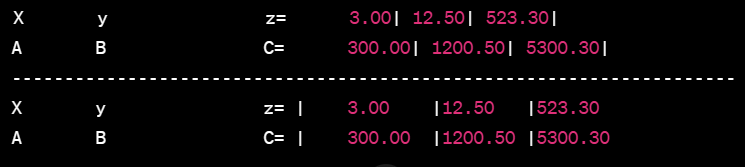 X      y             z=      3.00| 12.50| 523.30|
A      B             C=      300.00| 1200.50| 5300.30|
---------------------------------------------------------------------
X      y             z= |    3.00    |12.50   |523.30
A      B             C= |    300.00  |1200.50 |5300.30